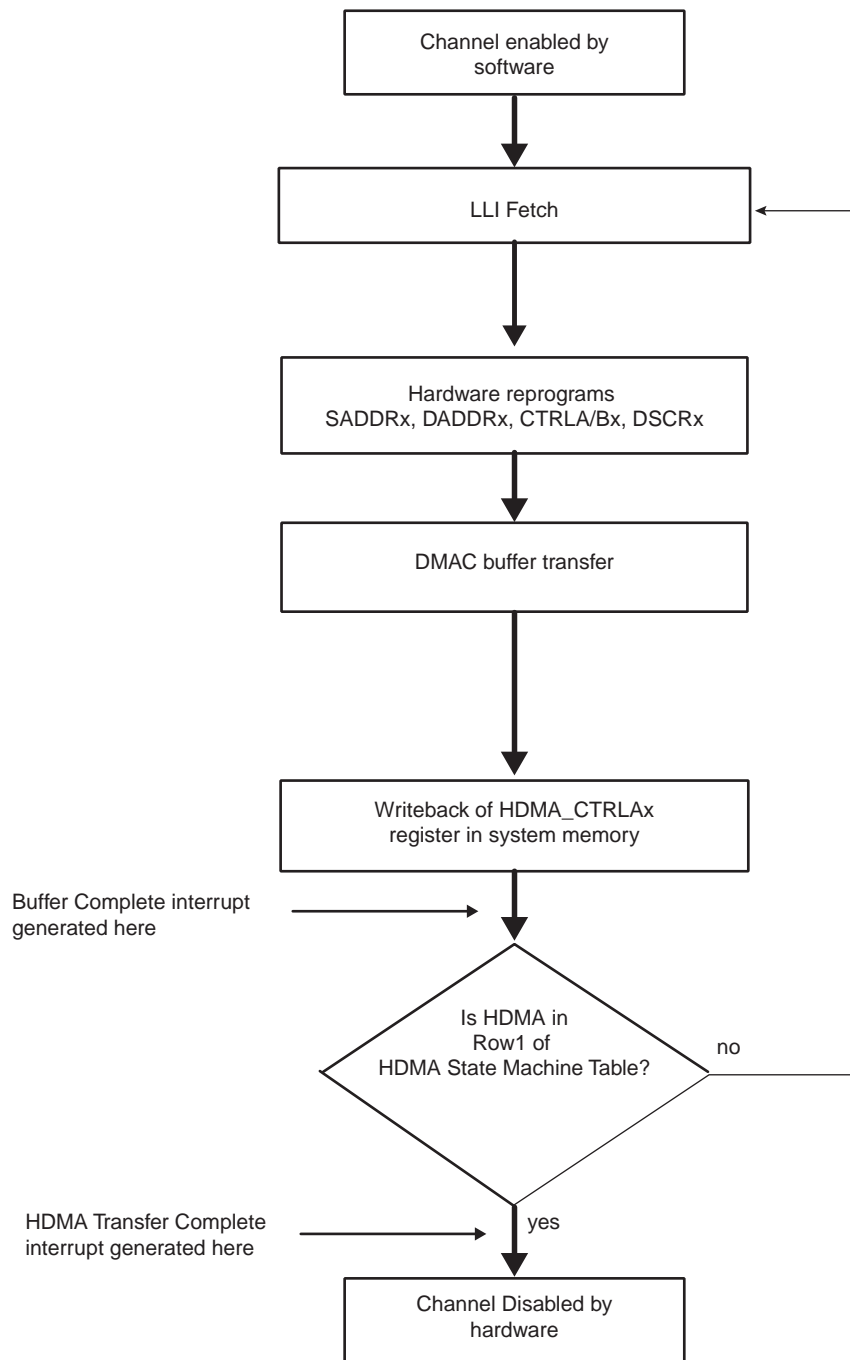 Channel enabled by
software
LLI Fetch
Hardware reprograms
SADDRx, DADDRx, CTRLA/Bx, DSCRx
DMAC buffer transfer
Writeback of HDMA_CTRLAx
register in system memory
Buffer Complete interrupt
generated here
Is HDMA in
Row1 of
HDMA State Machine Table?
no
HDMA Transfer Complete
interrupt generated here
yes
Channel Disabled by
hardware